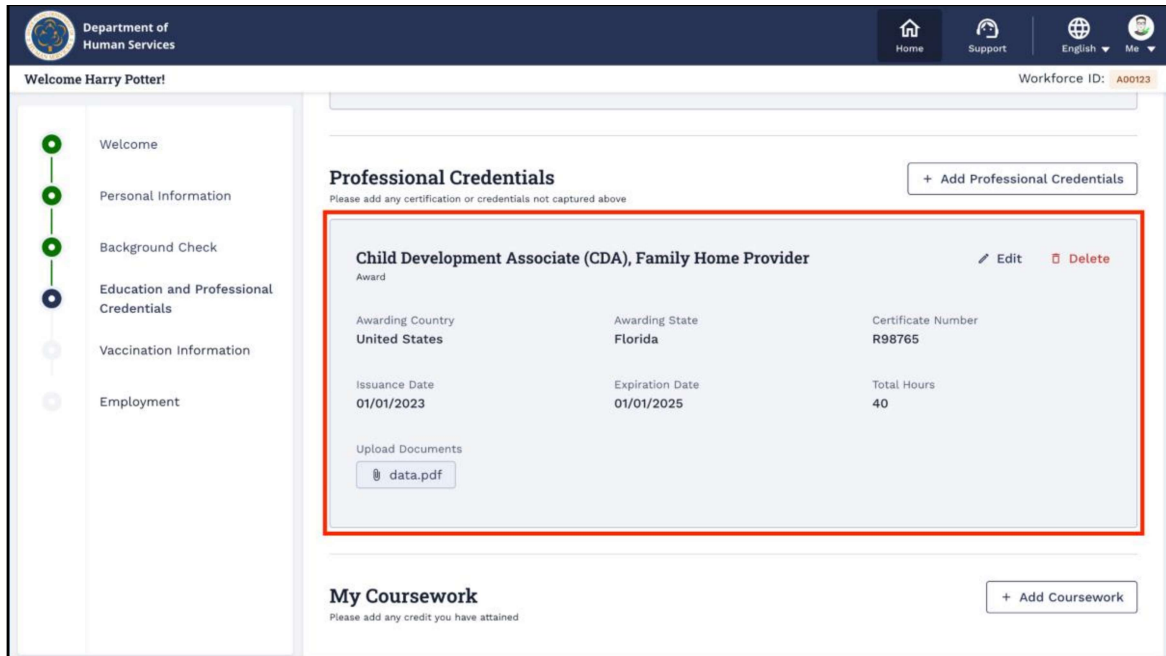 Department of
Human Services
Home
Support
English
Me
Welcome Harry Potter!
Workforce ID: A00123
Welcome
Personal Information
Background Check
Education and Professional
Credentials
Vaccination Information
Employment
Professional Credentials
+ Add Professional Credentials
Please add any certification or credentials not captured above
Child Development Associate (CDA), Family Home Provider
Edit
Delete
Award
Awarding Country
Awarding State
Certificate Number
United States
Florida
R98765
Issuance Date
Expiration Date
Total Hours
01/01/2023
01/01/2025
40
Upload Documents
data.pdf
My Coursework
+ Add Coursework
Please add any credit you have attained